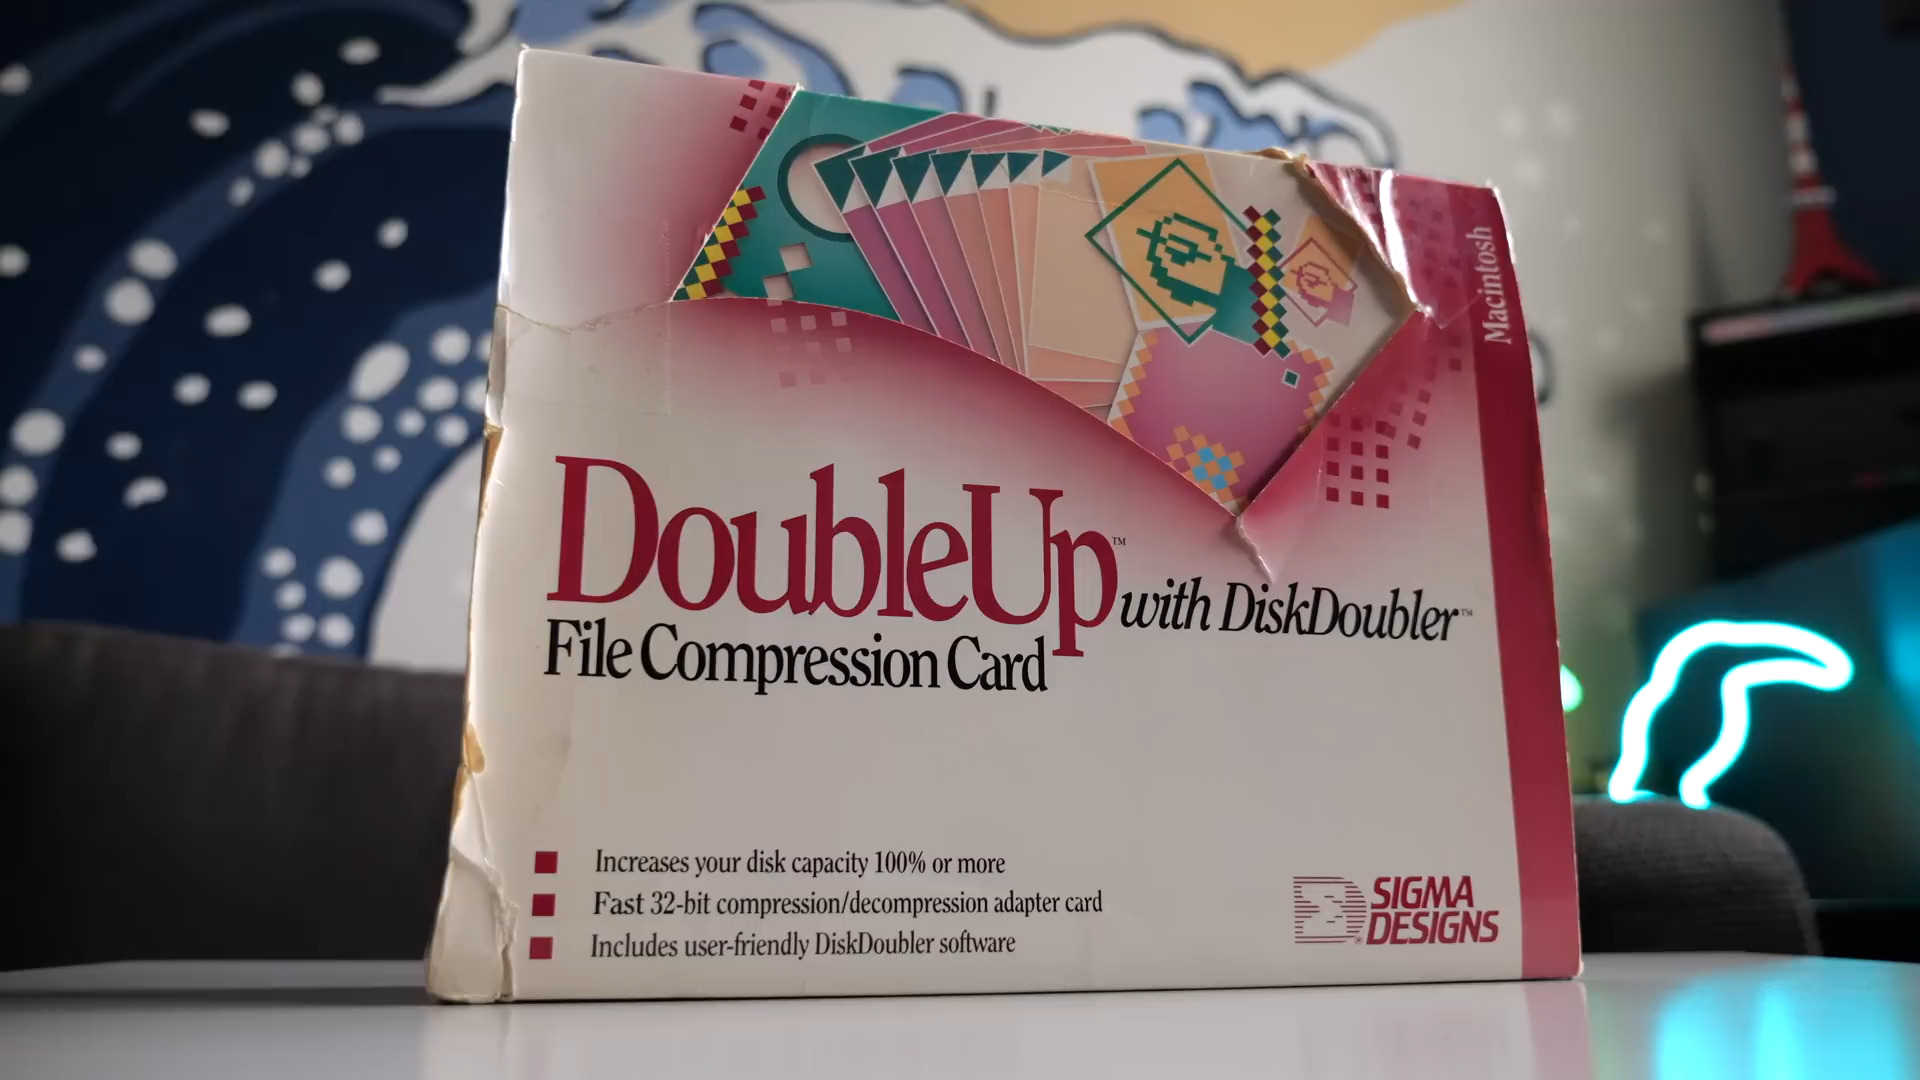 Macintosh
DoubleUp™ with DiskDoubler™
File Compression Card
Increases your disk capacity 100% or more
Fast 32-bit compression/decompression adapter card
Includes user-friendly DiskDoubler software
SIGMA
DESIGNS®